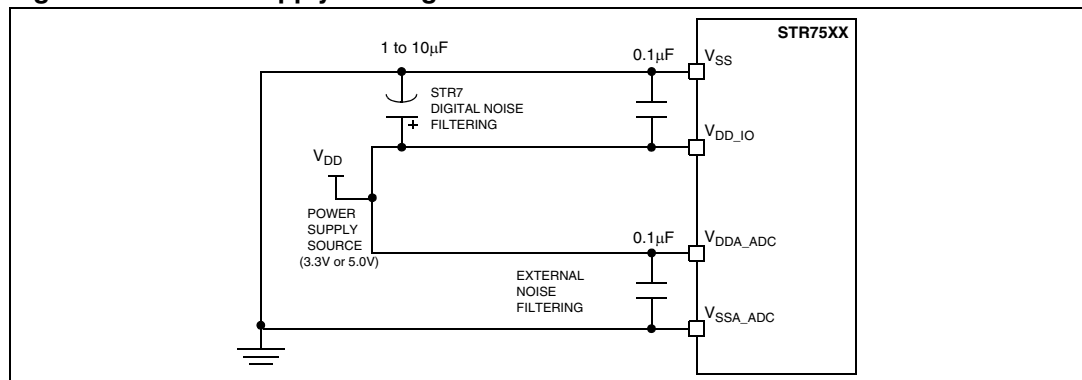 STR75XX
1 to 10μF
0.1μF
VSS
STR7
DIGITAL NOISE
FILTERING
+
VDD_IO
VDD
POWER
SUPPLY
SOURCE
(3.3V or 5.0V)
0.1μF
VDDA_ADC
EXTERNAL
NOISE
FILTERING
VSSA_ADC